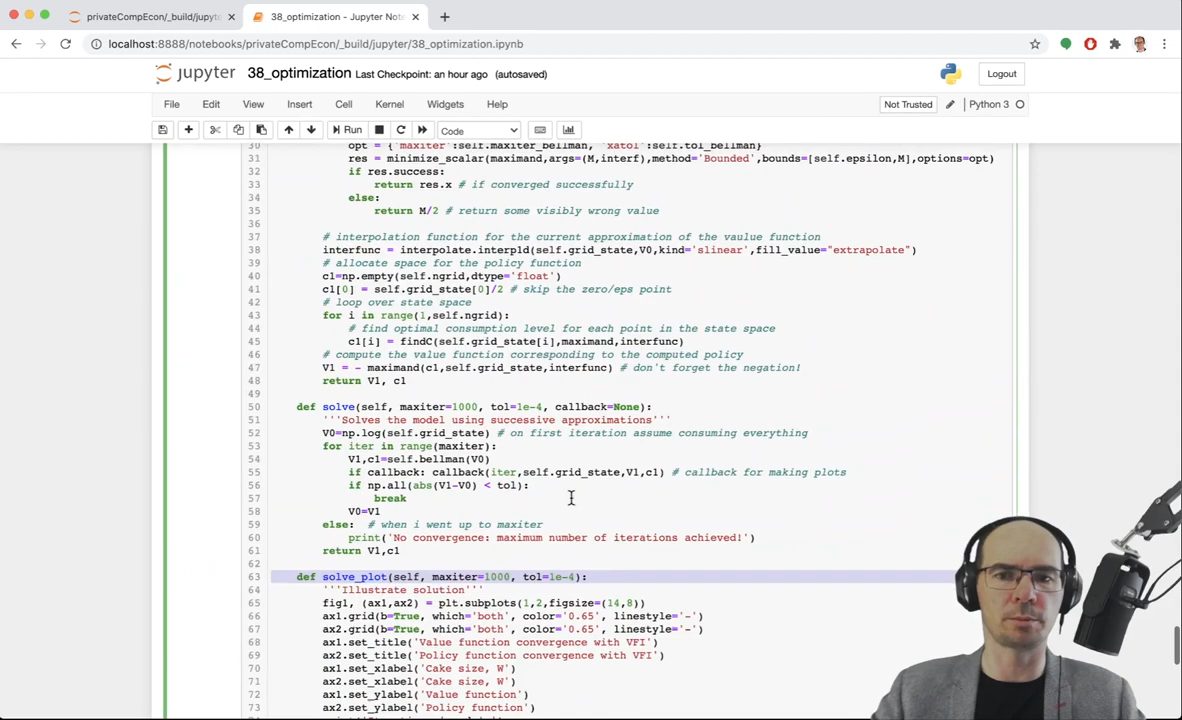 privateCompEcon/_build/jupyte
38_optimization - Jupyter Not
localhost:8888/notebooks/privateCompEcon/_build/jupyter/38_optimization.ipynb
jupyter 38_optimization Last Checkpoint: an hour ago (autosaved)
Logout
File Edit View Insert Cell Kernel Widgets Help
Not Trusted Python 3
Run Code
30 opt = {'maxiter':self.maxiter_bellman, 'xatol':self.tol_bellman}
31 res = minimize_scalar(maximand,args=(M,interf),method='Bounded',bounds=[self.epsilon,M],options=opt)
32 if res.success:
33 return res.x # if converged successfully
34 else:
35 return M/2 # return some visibly wrong value
36
37 # interpolation function for the current approximation of the vaulue function
38 interfunc = interpolate.interp1d(self.grid_state,V0,kind='slinear',fill_value="extrapolate")
39 # allocate space for the policy function
40 c1=np.empty(self.ngrid,dtype='float')
41 c1[0] = self.grid_state[0]/2 # skip the zero/eps point
42 # loop over state space
43 for i in range(1,self.ngrid):
44 # find optimal consumption level for each point in the state space
45 c1[i] = findC(self.grid_state[i],maximand,interfunc)
46 # compute the value function corresponding to the computed policy
47 V1 = - maximand(c1,self.grid_state,interfunc) # don't forget the negation!
48 return V1, c1
49
50 def solve(self, maxiter=1000, tol=1e-4, callback=None):
51 '''Solves the model using successive approximations'''
52 V0=np.log(self.grid_state) # on first iteration assume consuming everything
53 for iter in range(maxiter):
54 V1,c1=self.bellman(V0)
55 if callback: callback(iter,self.grid_state,V1,c1) # callback for making plots
56 if np.all(abs(V1-V0) < tol):
57 break
58 V0=V1
59 else: # when i went up to maxiter
60 print('No convergence: maximum number of iterations achieved!')
61 return V1,c1
62
63 def solve_plot(self, maxiter=1000, tol=1e-4):
64 '''Illustrate solution'''
65 fig1, (ax1,ax2) = plt.subplots(1,2,figsize=(14,8))
66 ax1.grid(b=True, which='both', color='0.65', linestyle='-')
67 ax2.grid(b=True, which='both', color='0.65', linestyle='-')
68 ax1.set_title('Value function convergence with VFI')
69 ax2.set_title('Policy function convergence with VFI')
70 ax1.set_xlabel('Cake size, W')
71 ax2.set_xlabel('Cake size, W')
72 ax1.set_ylabel('Value function')
73 ax2.set_ylabel('Policy function')